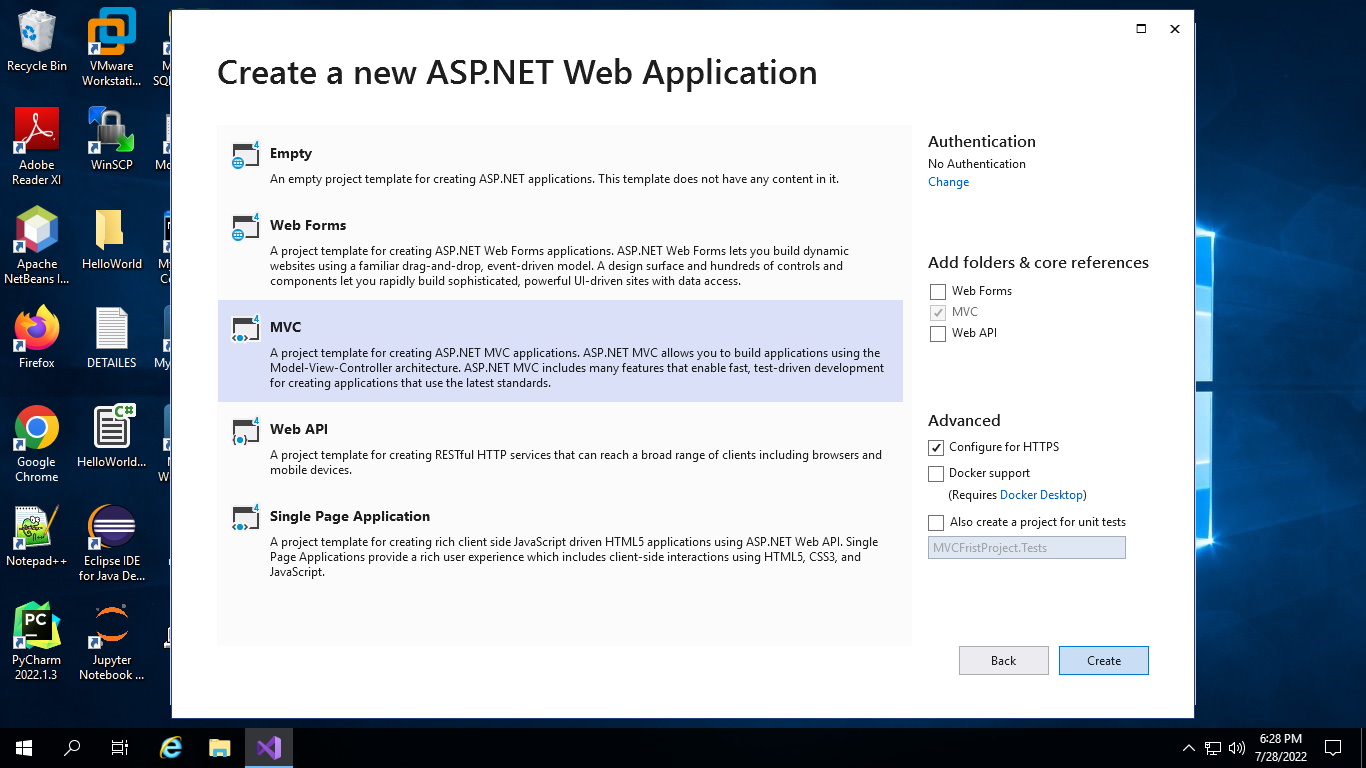 Create a new ASP.NET Web Application
Empty
An empty project template for creating ASP.NET applications. This template does not have any content in it.
Web Forms
A project template for creating ASP.NET Web Forms applications. ASP.NET Web Forms lets you build dynamic
websites using a familiar drag-and-drop, event-driven model. A design surface and hundreds of controls and
components let you rapidly build sophisticated, powerful UI-driven sites with data access.
MVC
A project template for creating ASP.NET MVC applications. ASP.NET MVC allows you to build applications using the
Model-View-Controller architecture. ASP.NET MVC includes many features that enable fast, test-driven development
for creating applications that use the latest standards.
Web API
A project template for creating RESTful HTTP services that can reach a broad range of clients including browsers and
mobile devices.
Single Page Application
A project template for creating rich client side JavaScript driven HTML5 applications using ASP.NET Web API. Single
Page Applications provide a rich user experience which includes client-side interactions using HTML5, CSS3, and
JavaScript.
Authentication
No Authentication
Change
Add folders & core references
Web Forms
MVC
Web API
Advanced
Configure for HTTPS
Docker support
(Requires Docker Desktop)
Also create a project for unit tests
MVCFristProject.Tests
Back
Create
Recycle Bin
VMware
Workstati...
Adobe
Reader XI
WinSCP
Apache
NetBeans I...
HelloWorld
Firefox
DETAILES
Google
Chrome
C#
HelloWorld...
Notepad++
Eclipse IDE
for Java De...
PC
PyCharm
2022.1.3
Jupyter
Notebook ...
6:28 PM
7/28/2022